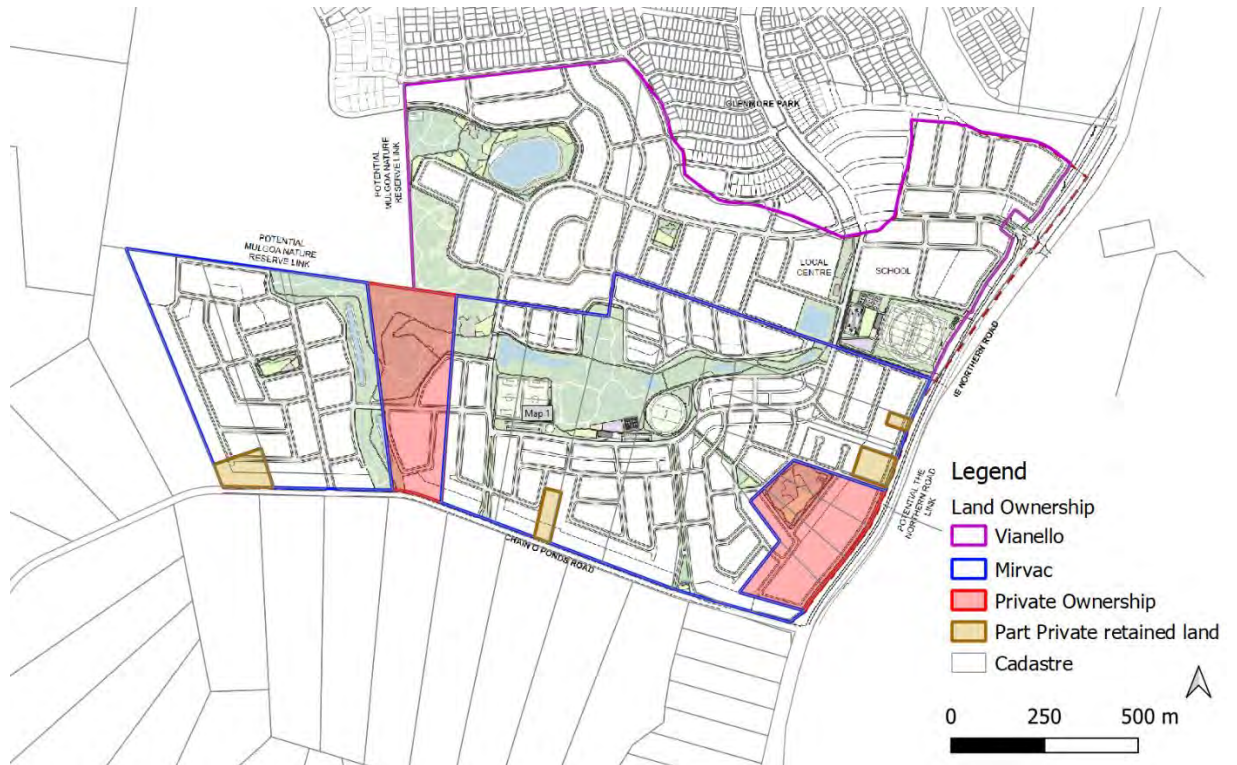 GLENMORE PARK
POTENTIAL
MULGOA NATURE
RESERVE LINK
POTENTIAL
MULGOA NATURE
RESERVE LINK
LOCAL
CENTRE
SCHOOL
Map 1
IE NORTHERN ROAD
POTENTIAL THE
NORTHERN ROAD
LINK
CHAIN O PONDS ROAD
Legend
Land Ownership
Vianello
Mirvac
Private Ownership
Part Private retained land
Cadastre
0 250 500 m